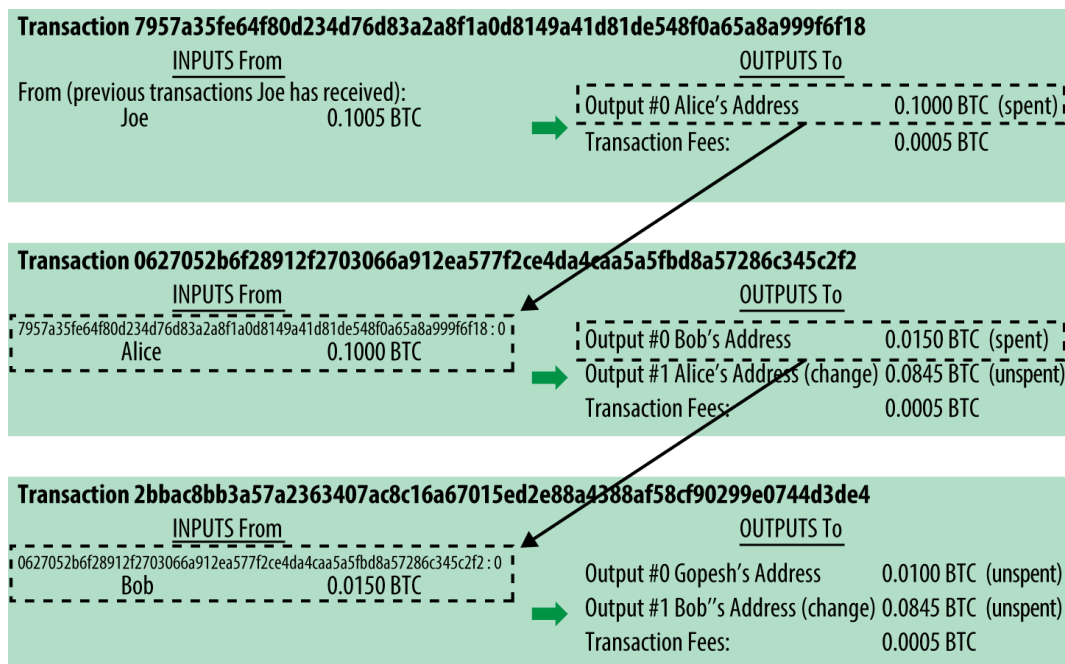 Transaction 7957a35fe64f80d234d76d83a2a8f1a0d8149a41d81de548f0a65a8a999f6f18
INPUTS From
OUTPUTS To
From (previous transactions Joe has received):
Joe 0.1005 BTC
Output #0 Alice's Address 0.1000 BTC (spent)
Transaction Fees: 0.0005 BTC
Transaction 0627052b6f28912f2703066a912ea577f2ce4da4caa5a5fbd8a57286c345c2f2
INPUTS From
OUTPUTS To
7957a35fe64f80d234d76d83a2a8f1a0d8149a41d81de548f0a65a8a999f6f18 : 0
Alice 0.1000 BTC
Output #0 Bob's Address 0.0150 BTC (spent)
Output #1 Alice's Address (change) 0.0845 BTC (unspent)
Transaction Fees: 0.0005 BTC
Transaction 2bbac8bb3a57a2363407ac8c16a67015ed2e88a4388af58cf90299e0744d3de4
INPUTS From
OUTPUTS To
0627052b6f28912f2703066a912ea577f2ce4da4caa5a5fbd8a57286c345c2f2 : 0
Bob 0.0150 BTC
Output #0 Gopesh's Address 0.0100 BTC (unspent)
Output #1 Bob''s Address (change) 0.0845 BTC (unspent)
Transaction Fees: 0.0005 BTC